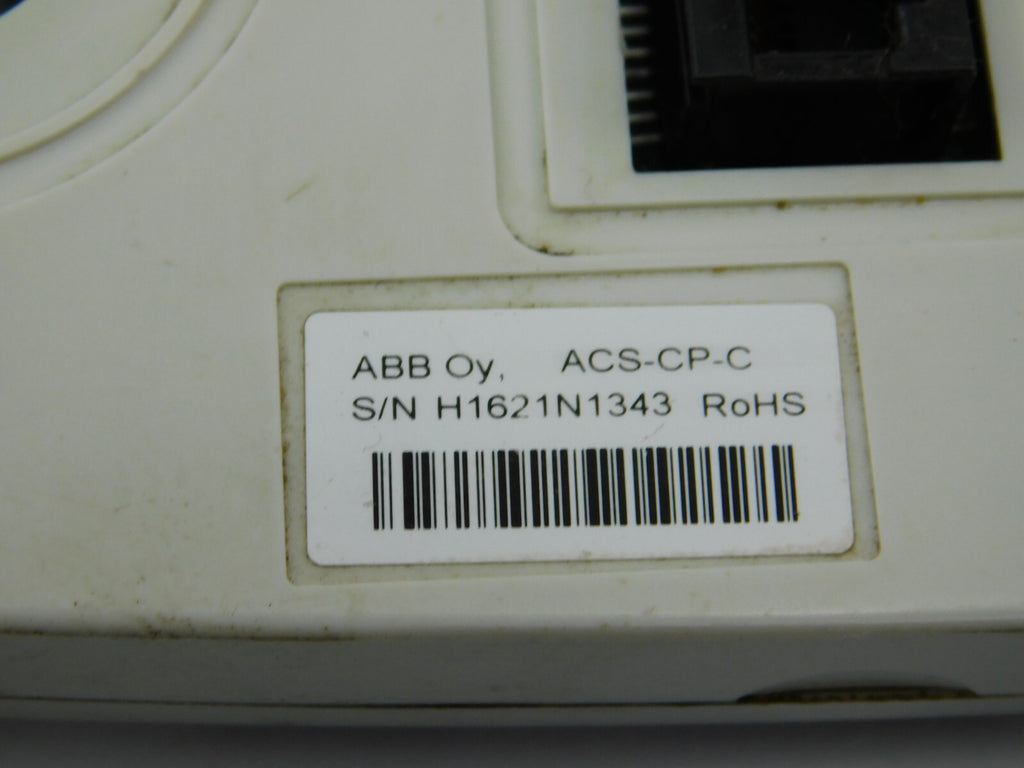 ABB Oy, ACS-CP-C
S/N H1621N1343 RoHS